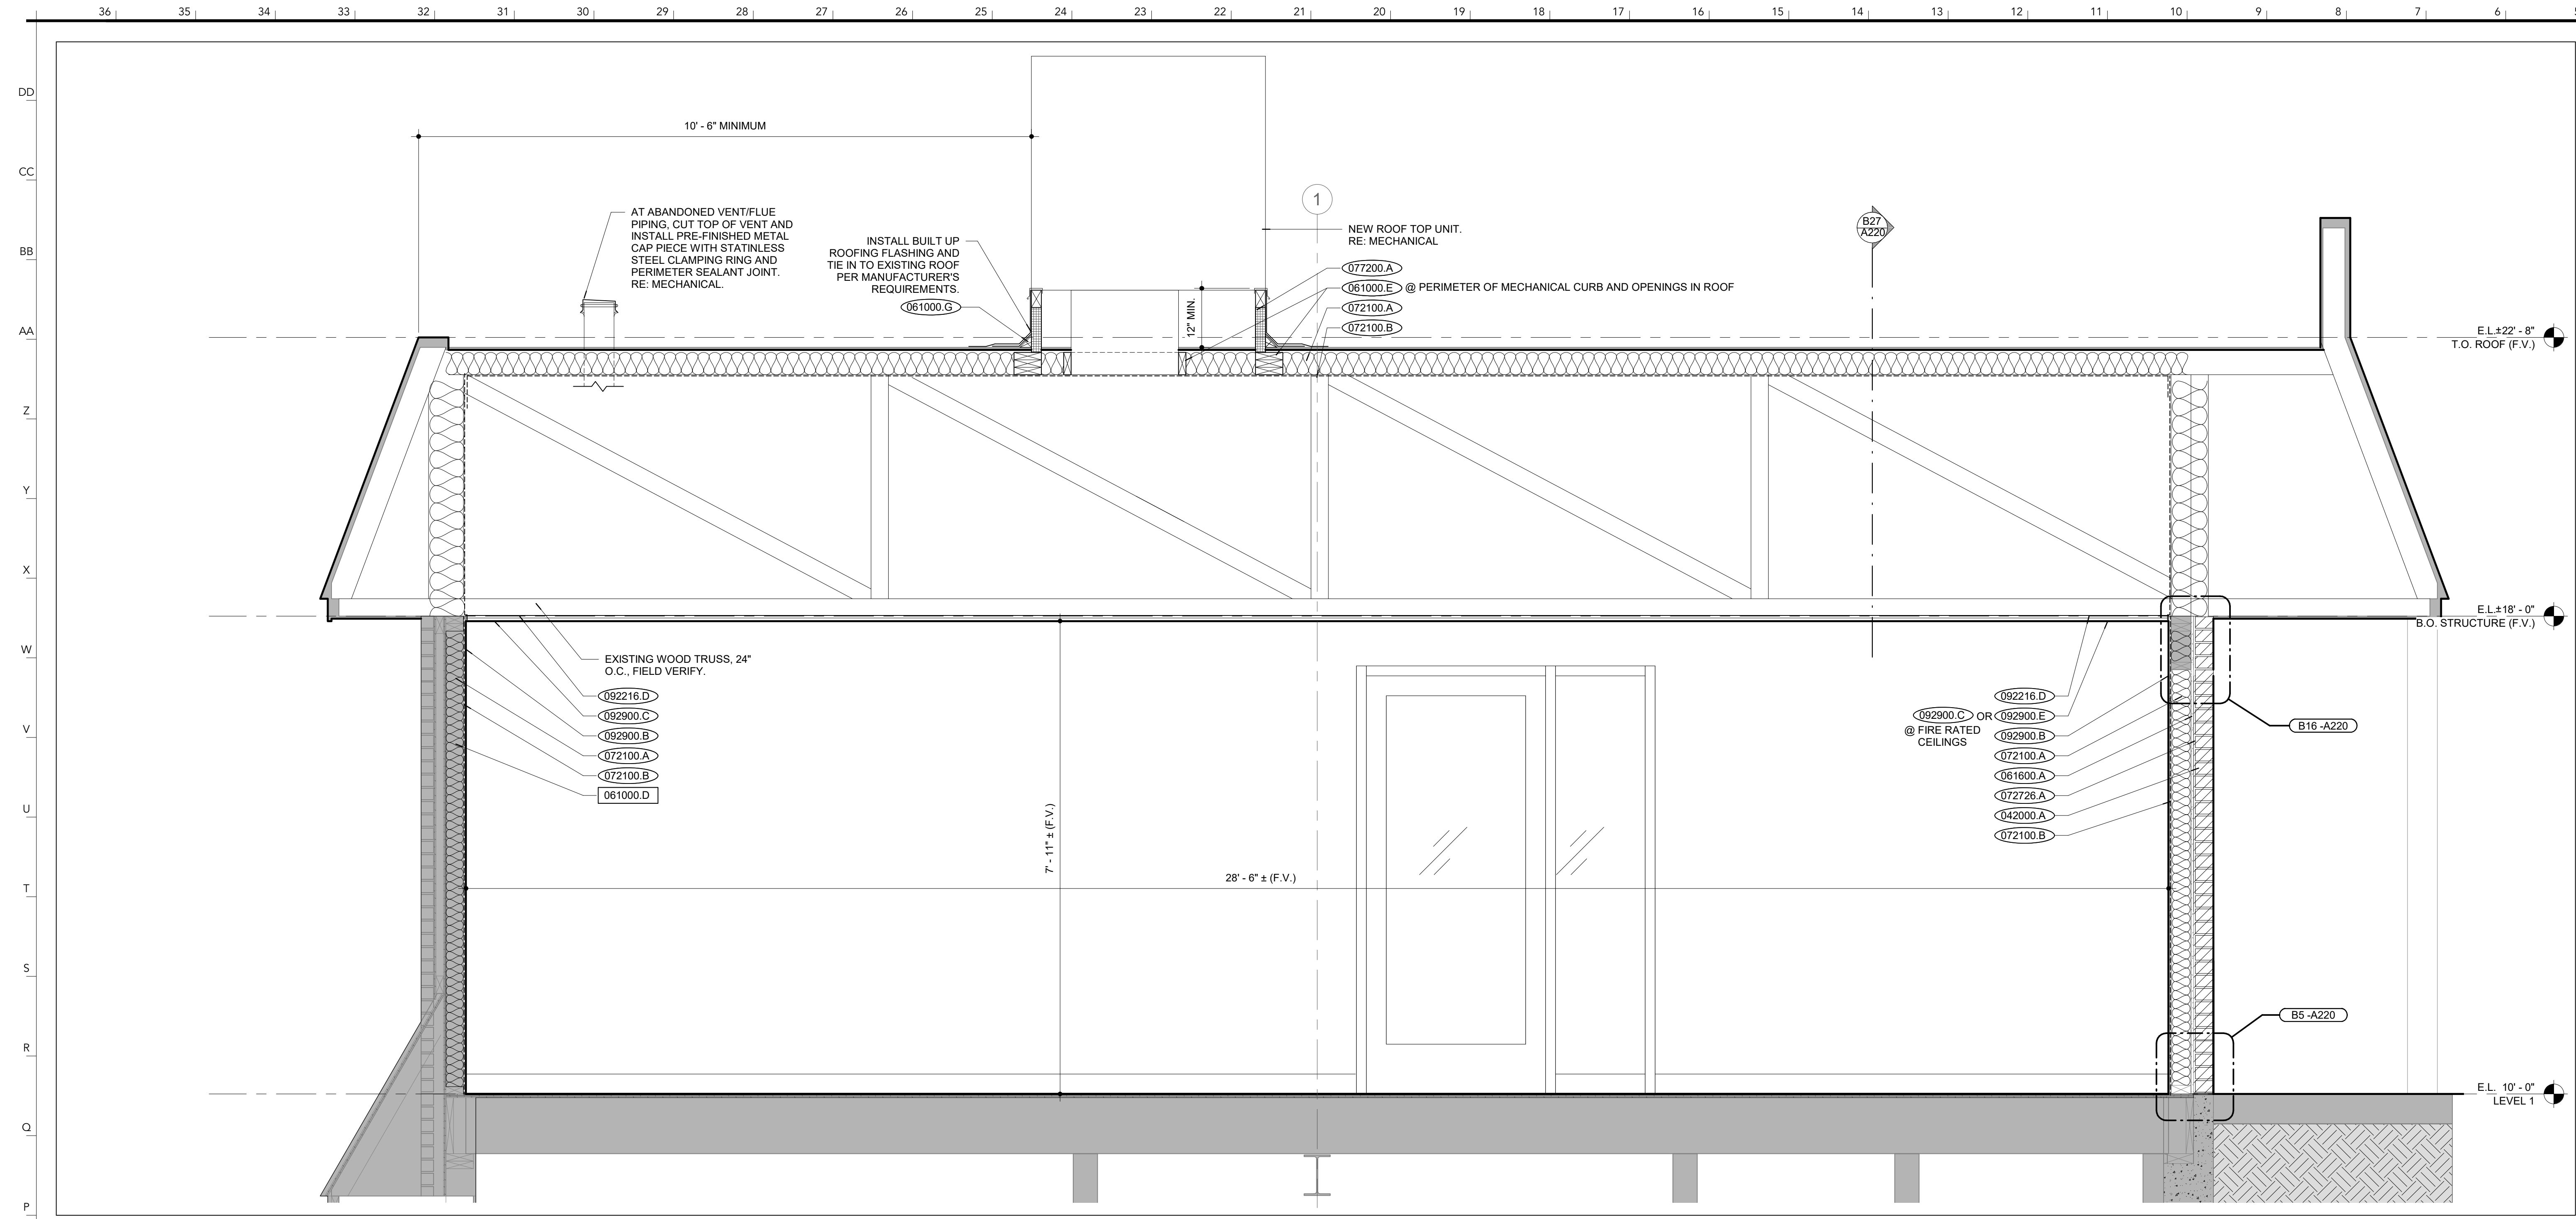 36 35 34 33 32 31 30 29 28 27 26 25 24 23 22 21 20 19 18 17 16 15 14 13 12 11 10 9 8 7 6 5
DD
CC
BB
AA
Z
Y
X
W
V
U
T
S
R
Q
P
10' - 6" MINIMUM
AT ABANDONED VENT/FLUE
PIPING, CUT TOP OF VENT AND
INSTALL PRE-FINISHED METAL
CAP PIECE WITH STATINLESS
STEEL CLAMPING RING AND
PERIMETER SEALANT JOINT.
RE: MECHANICAL.
INSTALL BUILT UP
ROOFING FLASHING AND
TIE IN TO EXISTING ROOF
PER MANUFACTURER'S
REQUIREMENTS.
061000.G
12" MIN.
1
NEW ROOF TOP UNIT.
RE: MECHANICAL
077200.A
061000.E @ PERIMETER OF MECHANICAL CURB AND OPENINGS IN ROOF
072100.A
072100.B
B27
A220
E.L.±22' - 8"
T.O. ROOF (F.V.)
E.L.±18' - 0"
B.O. STRUCTURE (F.V.)
EXISTING WOOD TRUSS, 24"
O.C., FIELD VERIFY.
092216.D
092900.C
092900.B
072100.A
072100.B
061000.D
7' - 11" ± (F.V.)
28' - 6" ± (F.V.)
092216.D
092900.C OR 092900.E
@ FIRE RATED
CEILINGS
092900.B
072100.A
061600.A
072726.A
042000.A
072100.B
B16 -A220
B5 -A220
E.L. 10' - 0"
LEVEL 1